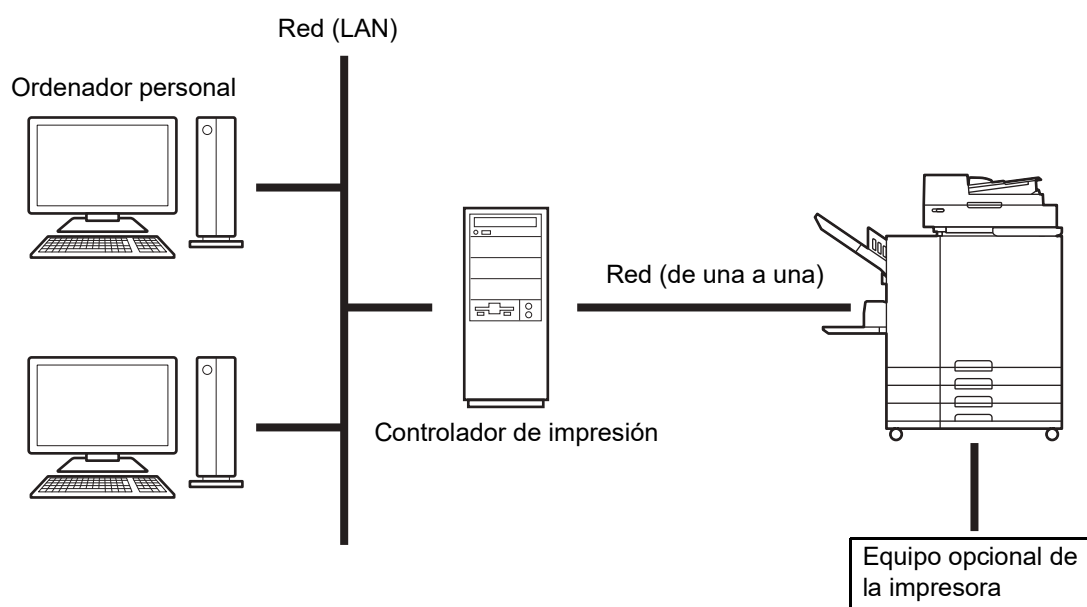 Red (LAN)
Ordenador personal
Red (de una a una)
Controlador de impresión
Equipo opcional de
la impresora